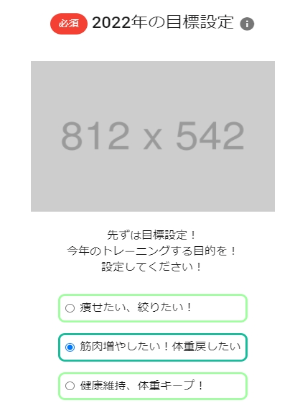 必須 2022年の目標設定
812 x 542
先ずは目標設定！
今年のトレーニングする目的を！
設定してください！
痩せたい、絞りたい！
筋肉増やしたい！体重戻したい
健康維持、体重キープ！